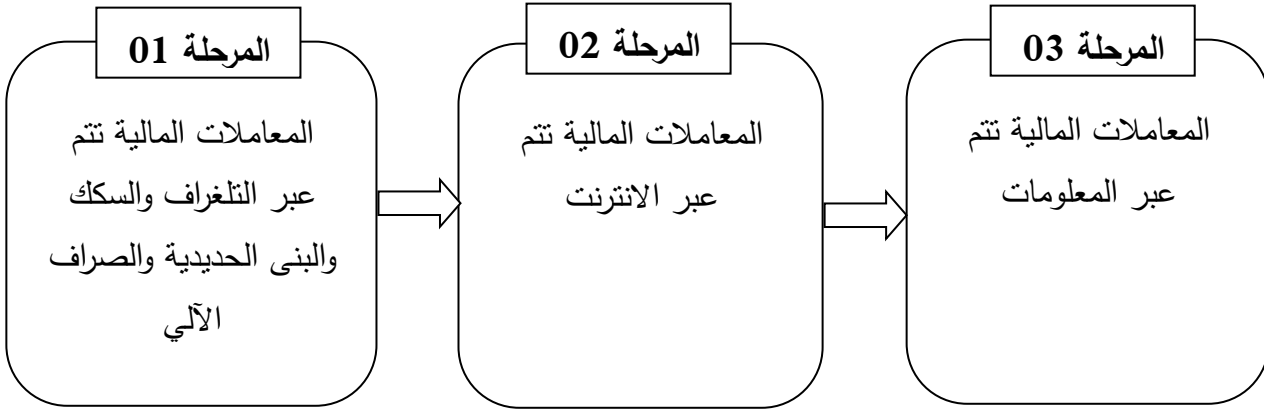 المرحلة 01
المعاملات المالية تتم
عبر التلغراف والسكك
والبنى الحديدية والصراف
الآلي
المرحلة 02
المعاملات المالية تتم
عبر الانترنت
المرحلة 03
المعاملات المالية تتم
عبر المعلومات